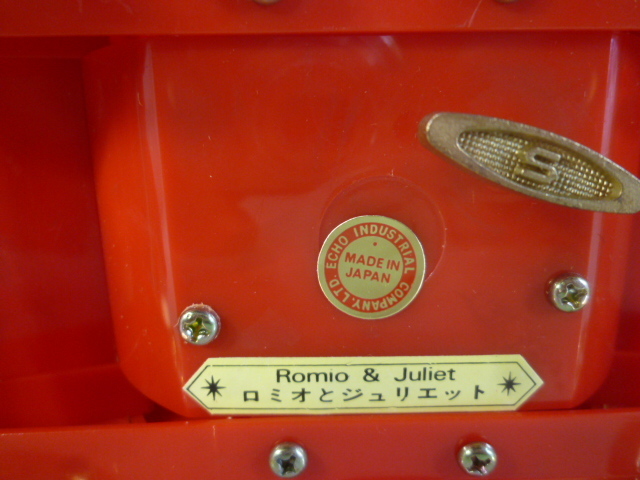 S
ECHO INDUSTRIAL COMPANY, LTD.
MADE IN
JAPAN
Romio & Juliet
ロミオとジュリエット